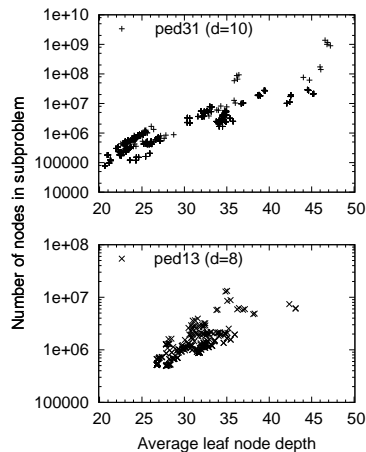 Number of nodes in subproblem
1e+10
1e+09
1e+08
1e+07
1e+06
100000
10000
ped31 (d=10)
20 25 30 35 40 45 50
1e+08
1e+07
1e+06
100000
ped13 (d=8)
20 25 30 35 40 45 50
Average leaf node depth